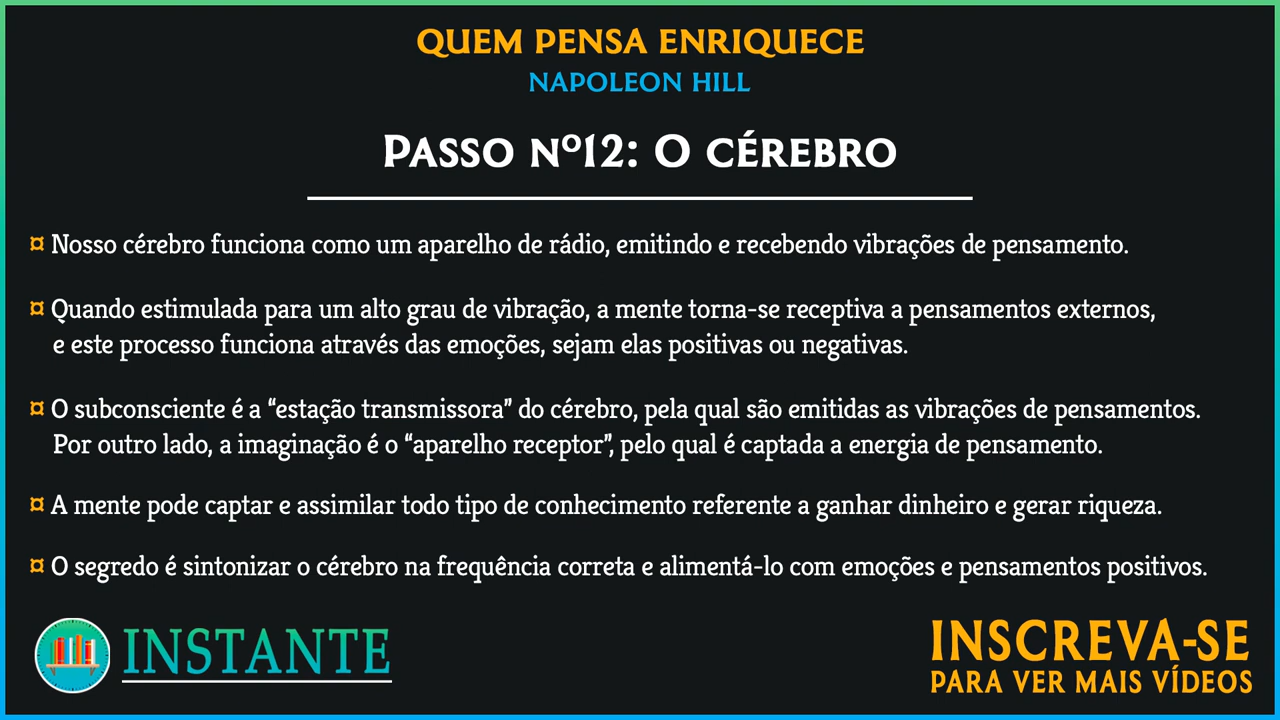 QUEM PENSA ENRIQUECE
NAPOLEON HILL
PASSO Nº12: O CÉREBRO
¤ Nosso cérebro funciona como um aparelho de rádio, emitindo e recebendo vibrações de pensamento.
¤ Quando estimulada para um alto grau de vibração, a mente torna-se receptiva a pensamentos externos,
e este processo funciona através das emoções, sejam elas positivas ou negativas.
¤ O subconsciente é a “estação transmissora” do cérebro, pela qual são emitidas as vibrações de pensamentos.
Por outro lado, a imaginação é o “aparelho receptor”, pelo qual é captada a energia de pensamento.
¤ A mente pode captar e assimilar todo tipo de conhecimento referente a ganhar dinheiro e gerar riqueza.
¤ O segredo é sintonizar o cérebro na frequência correta e alimentá-lo com emoções e pensamentos positivos.
INSTANTE
INSCREVA-SE
PARA VER MAIS VÍDEOS